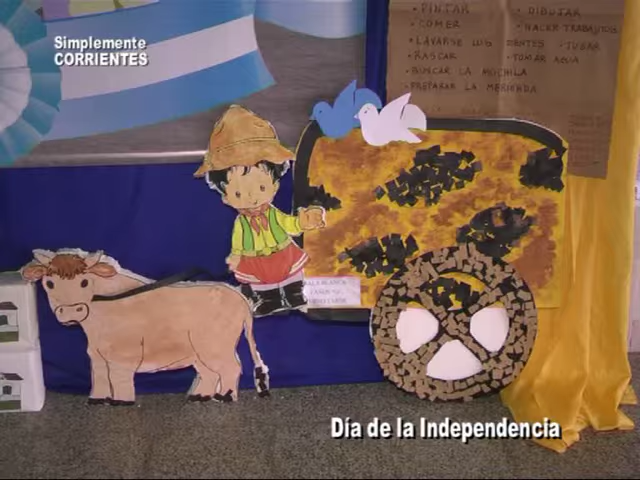 Simplemente
CORRIENTES
• PINTAR
• DIBUJAR
• COMER
• HACER TRABAJITOS
• LAVARSE LOS DIENTES
• JUGAR
• RASCAR
• TOMAR AGUA
• BUSCAR LA MOCHILA
• PREPARAR LA MERIENDA
Día de la Independencia